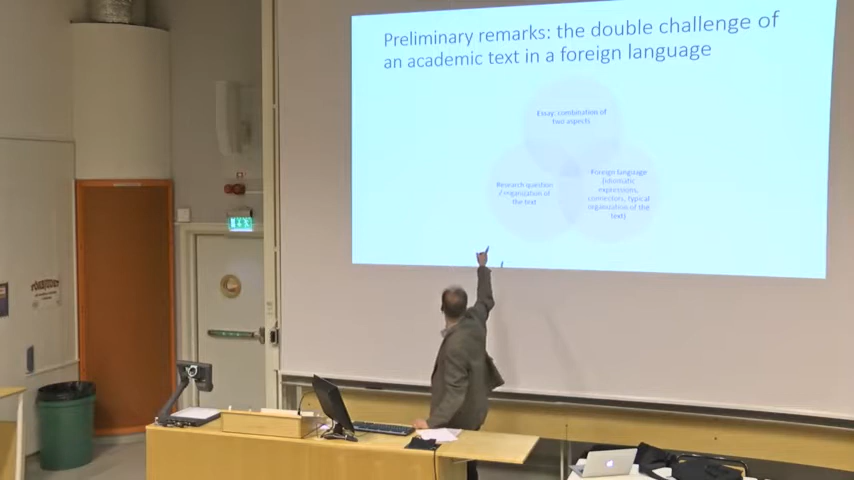 Preliminary remarks: the double challenge of
an academic text in a foreign language
Essay: combination of
two aspects
Research question
/ organization of
the text
Foreign language
(idiomatic
expressions,
connectors, typical
organization of the
text)